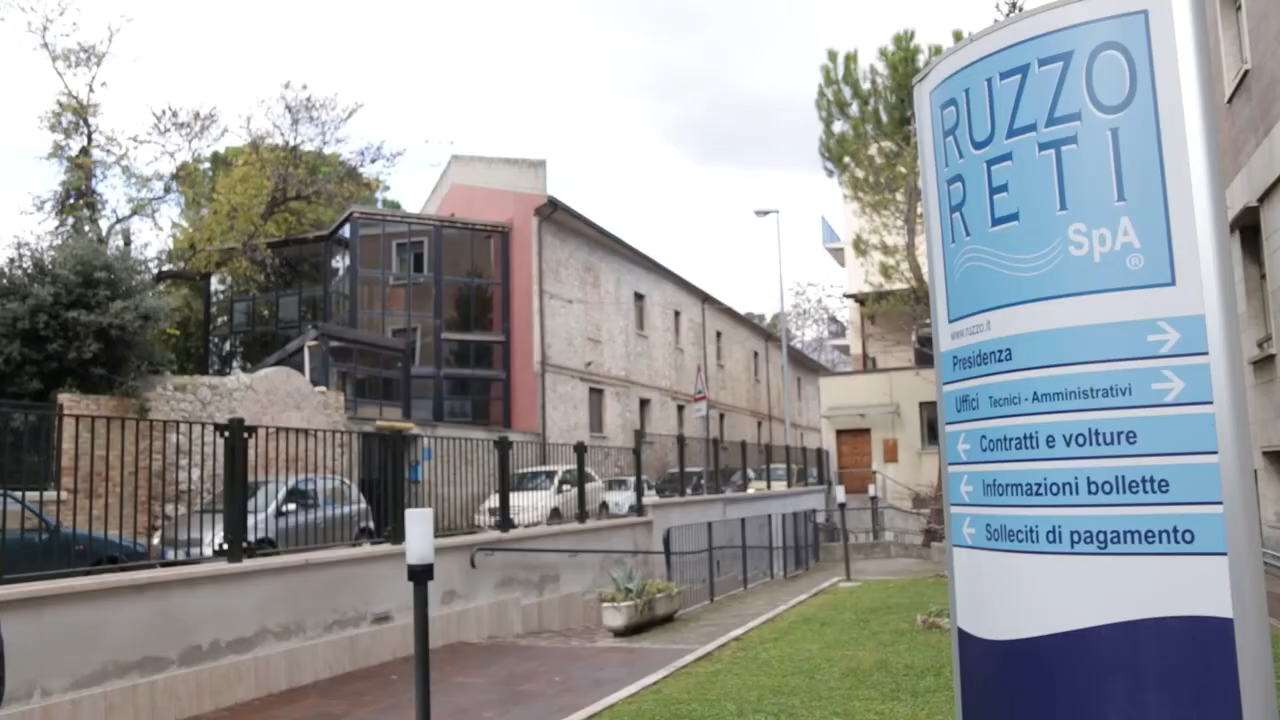 RUZZO
RETI
SpA
®
www.ruzzo.it
Presidenza
Uffici Tecnici - Amministrativi
Contratti e volture
Informazioni bollette
Solleciti di pagamento